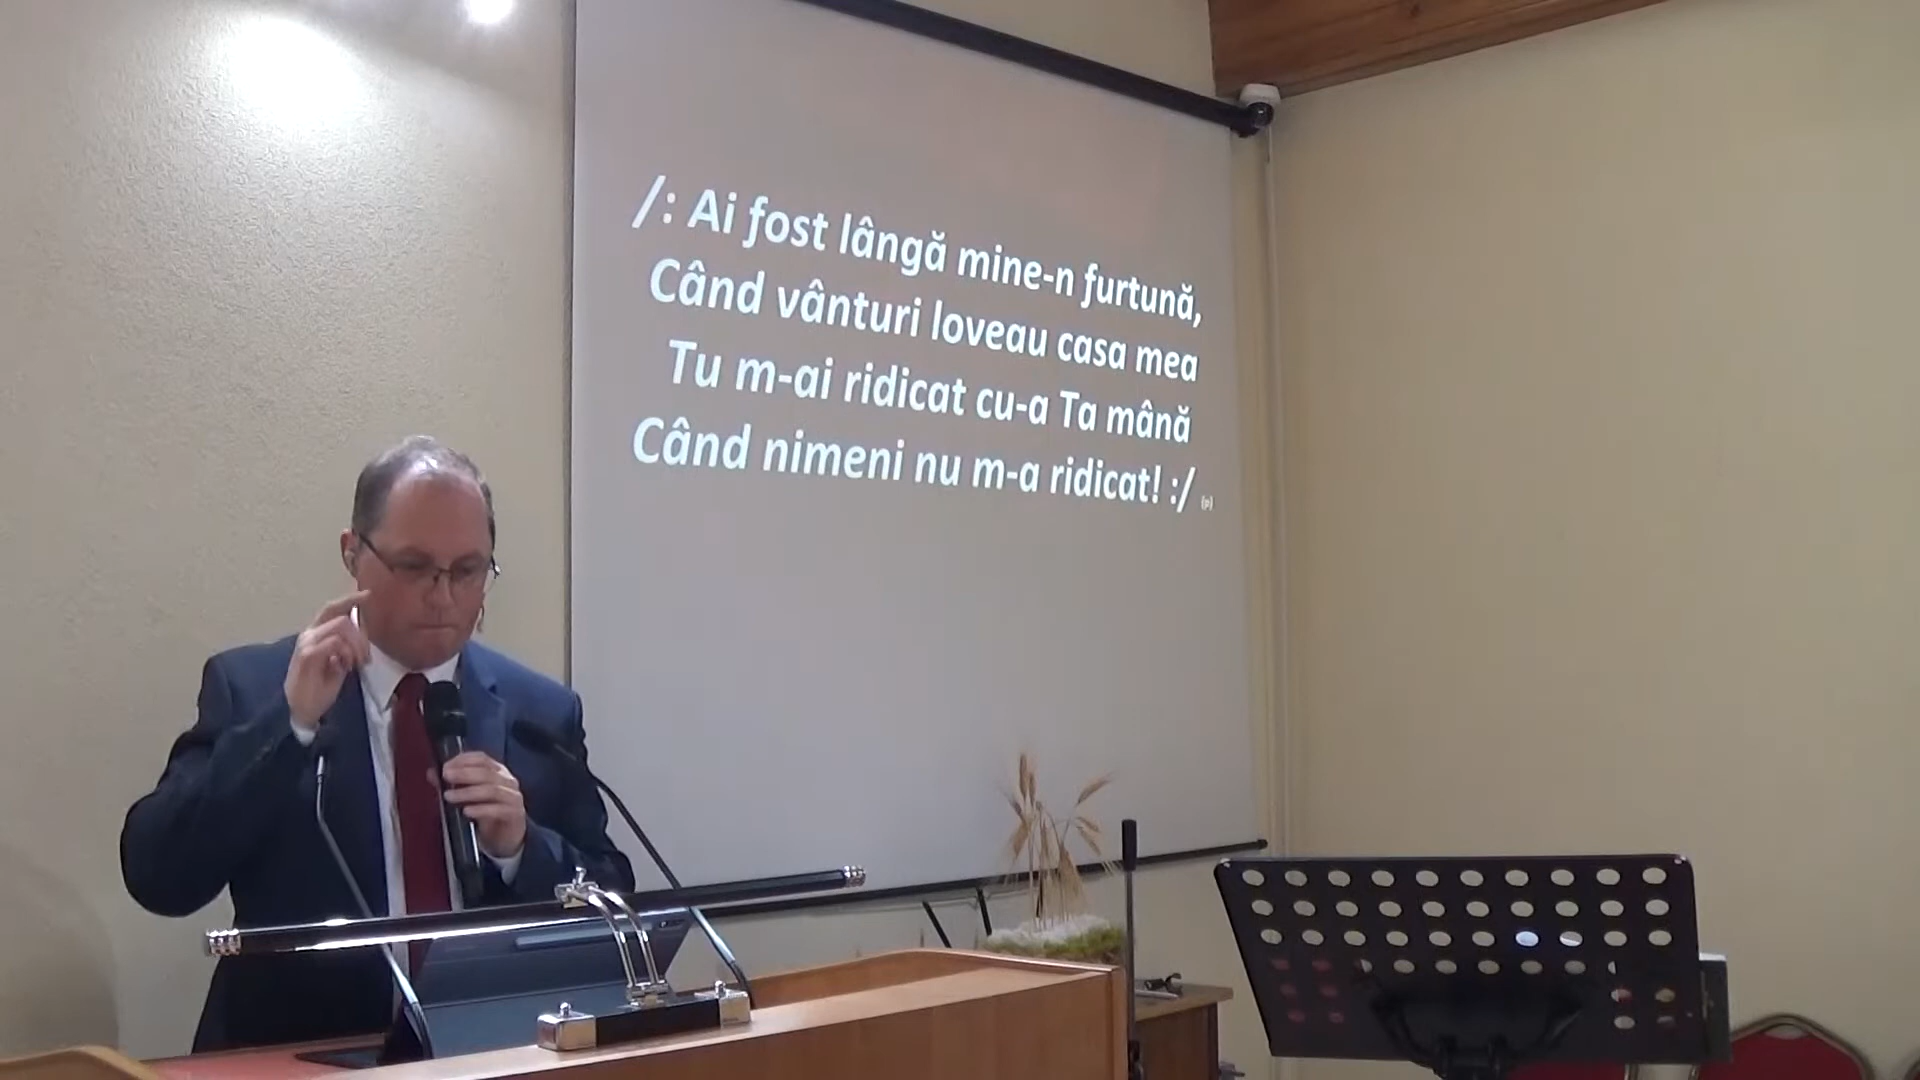 /: Ai fost lângă mine-n furtună,
Când vânturi loveau casa mea
Tu m-ai ridicat cu-a Ta mână
Când nimeni nu m-a ridicat! :/ (p)